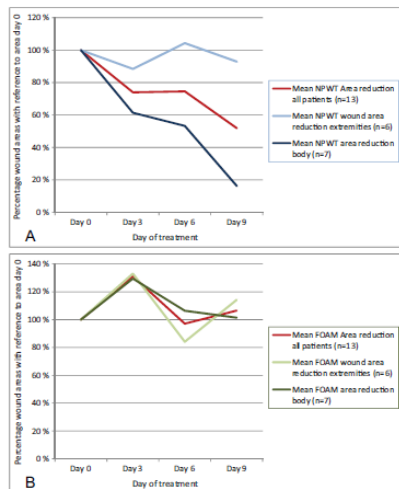 120 %
100 %
80 %
60 %
40 %
20 %
0 %
Percentage wound areas with reference to area day 0
Day 0 Day 3 Day 6 Day 9
Day of treatment
Mean NPWT Area reduction
all patients (n=13)
Mean NPWT wound area
reduction extremities (n=6)
Mean NPWT area reduction
body (n=7)
A
140 %
120 %
100 %
80 %
60 %
40 %
20 %
0 %
Percentage wound areas with reference to area day 0
Day 0 Day 3 Day 6 Day 9
Day of treatment
Mean FOAM Area reduction
all patients (n=13)
Mean FOAM wound area
reduction extremities (n=6)
Mean FOAM area reduction
body (n=7)
B